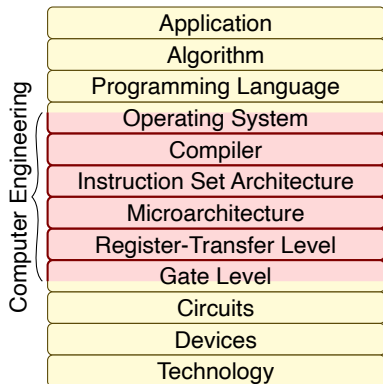 Application
Algorithm
Programming Language
Operating System
Compiler
Instruction Set Architecture
Microarchitecture
Register-Transfer Level
Gate Level
Circuits
Devices
Technology
Computer Engineering